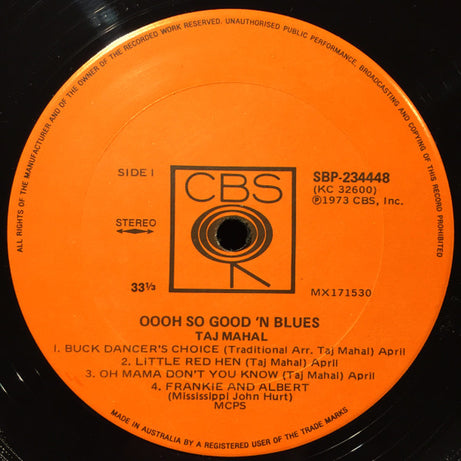 ALL RIGHTS OF THE MANUFACTURER AND OF THE OWNER OF THE RECORDED WORK RESERVED. UNAUTHORISED PUBLIC PERFORMANCE, BROADCASTING AND COPYING OF THIS RECORD PROHIBITED
SIDE I
CBS
SBP-234448
(KC 32600)
℗1973 CBS, Inc.
STEREO
33⅓
MX171530
OOOH SO GOOD 'N BLUES
TAJ MAHAL
1. BUCK DANCER'S CHOICE (Traditional Arr. Taj Mahal) April
2. LITTLE RED HEN (Taj Mahal) April
3. OH MAMA DON'T YOU KNOW (Taj Mahal) April
4. FRANKIE AND ALBERT
(Mississippi John Hurt)
MCPS
MADE IN AUSTRALIA BY A REGISTERED USER OF THE TRADE MARKS